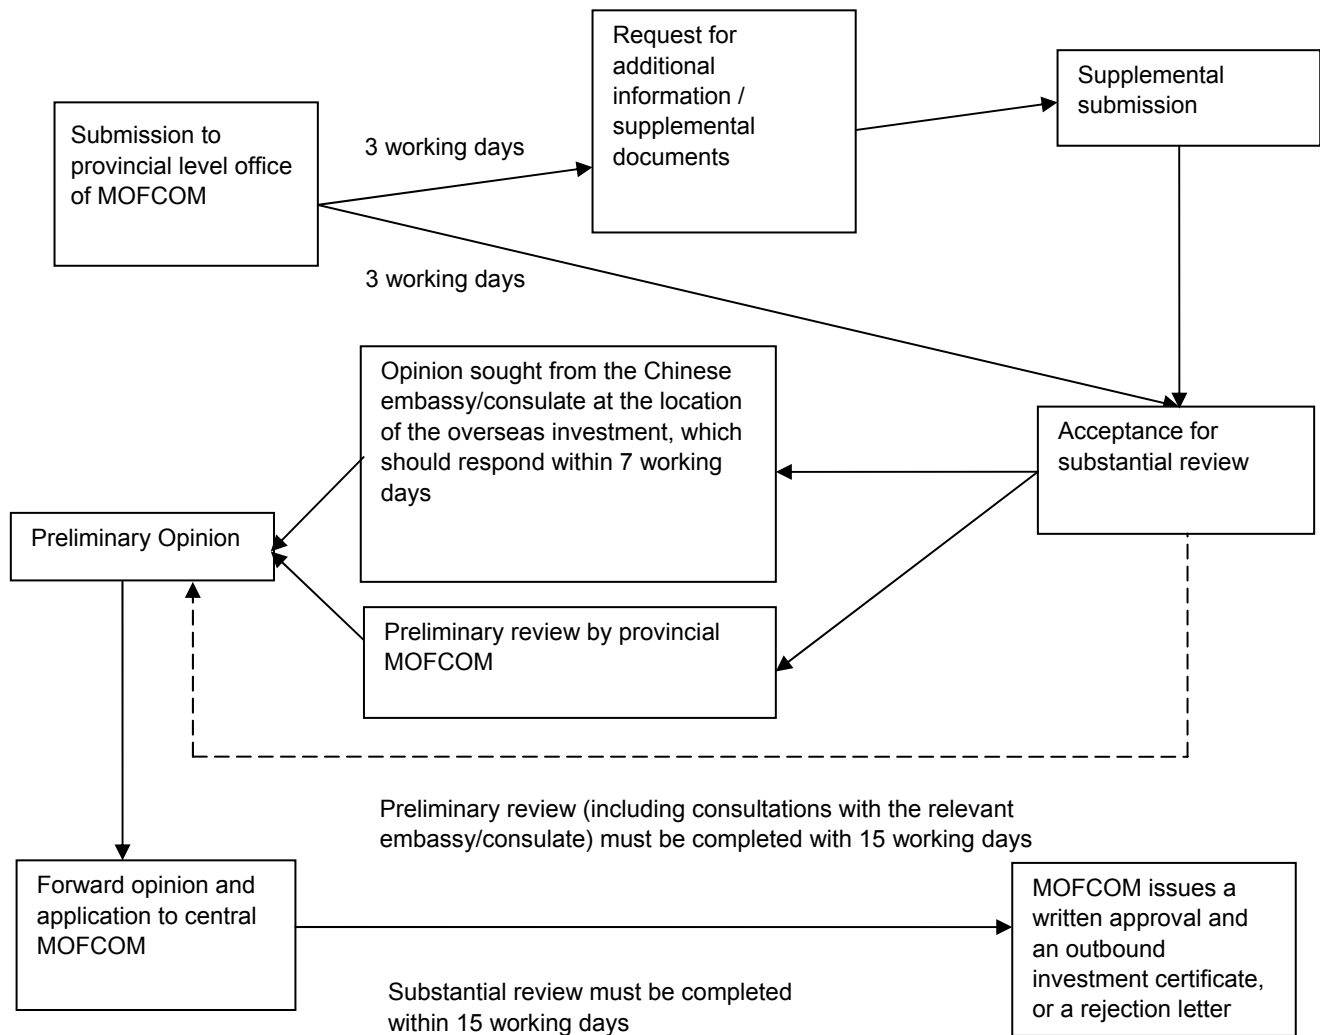 Request for
additional
information /
supplemental
documents
Supplemental
submission
Submission to
provincial level office
of MOFCOM
3 working days
3 working days
Opinion sought from the Chinese
embassy/consulate at the location
of the overseas investment, which
should respond within 7 working
days
Acceptance for
substantial review
Preliminary Opinion
Preliminary review by provincial
MOFCOM
Preliminary review (including consultations with the relevant
embassy/consulate) must be completed with 15 working days
Forward opinion and
application to central
MOFCOM
MOFCOM issues a
written approval and
an outbound
investment certificate,
or a rejection letter
Substantial review must be completed
within 15 working days